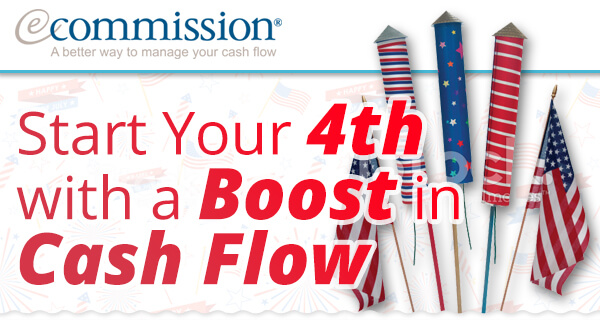 ecommission®
A better way to manage your cash flow
Start Your 4th
with a Boost in
Cash Flow